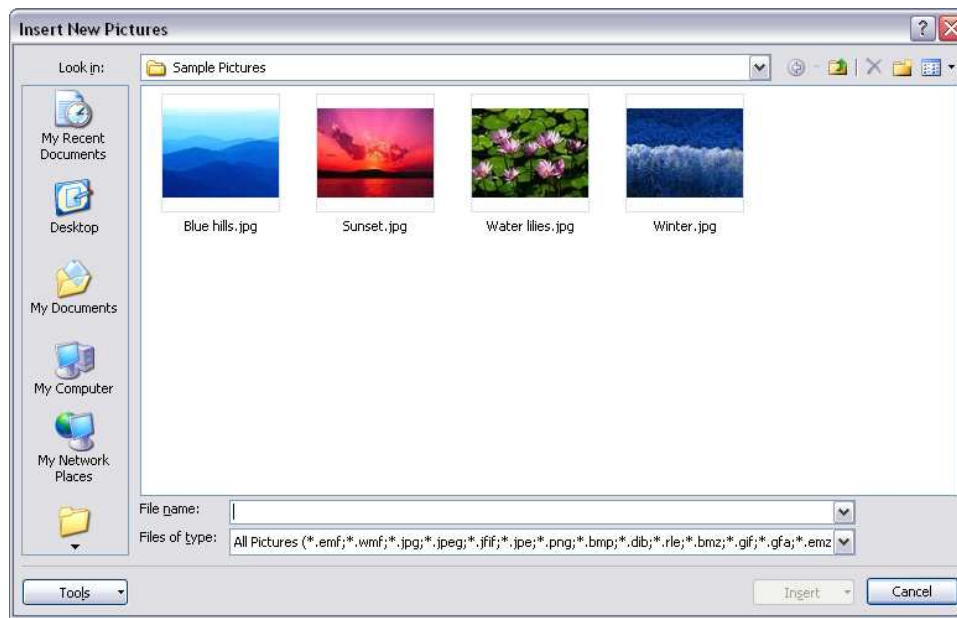 Insert New Pictures
?
Look in:
Sample Pictures
My Recent
Documents
Desktop
My Documents
My Computer
My Network
Places
Blue hills.jpg
Sunset.jpg
Water lilies.jpg
Winter.jpg
File name:
Files of type:
All Pictures (*.emf;*.wmf;*.jpg;*.jpeg;*.jfif;*.jpe;*.png;*.bmp;*.dib;*.rle;*.bmz;*.gif;*.gfa;*.emz
Tools
Insert
Cancel